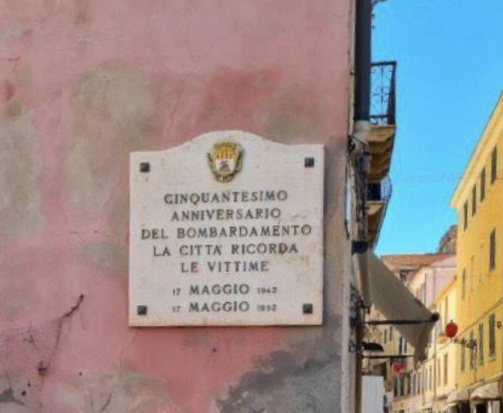 CINQUANTESIMO
ANNIVERSARIO
DEL BOMBARDAMENTO
LA CITTA' RICORDA
LE VITTIME
17 MAGGIO 1943
17 MAGGIO 1993